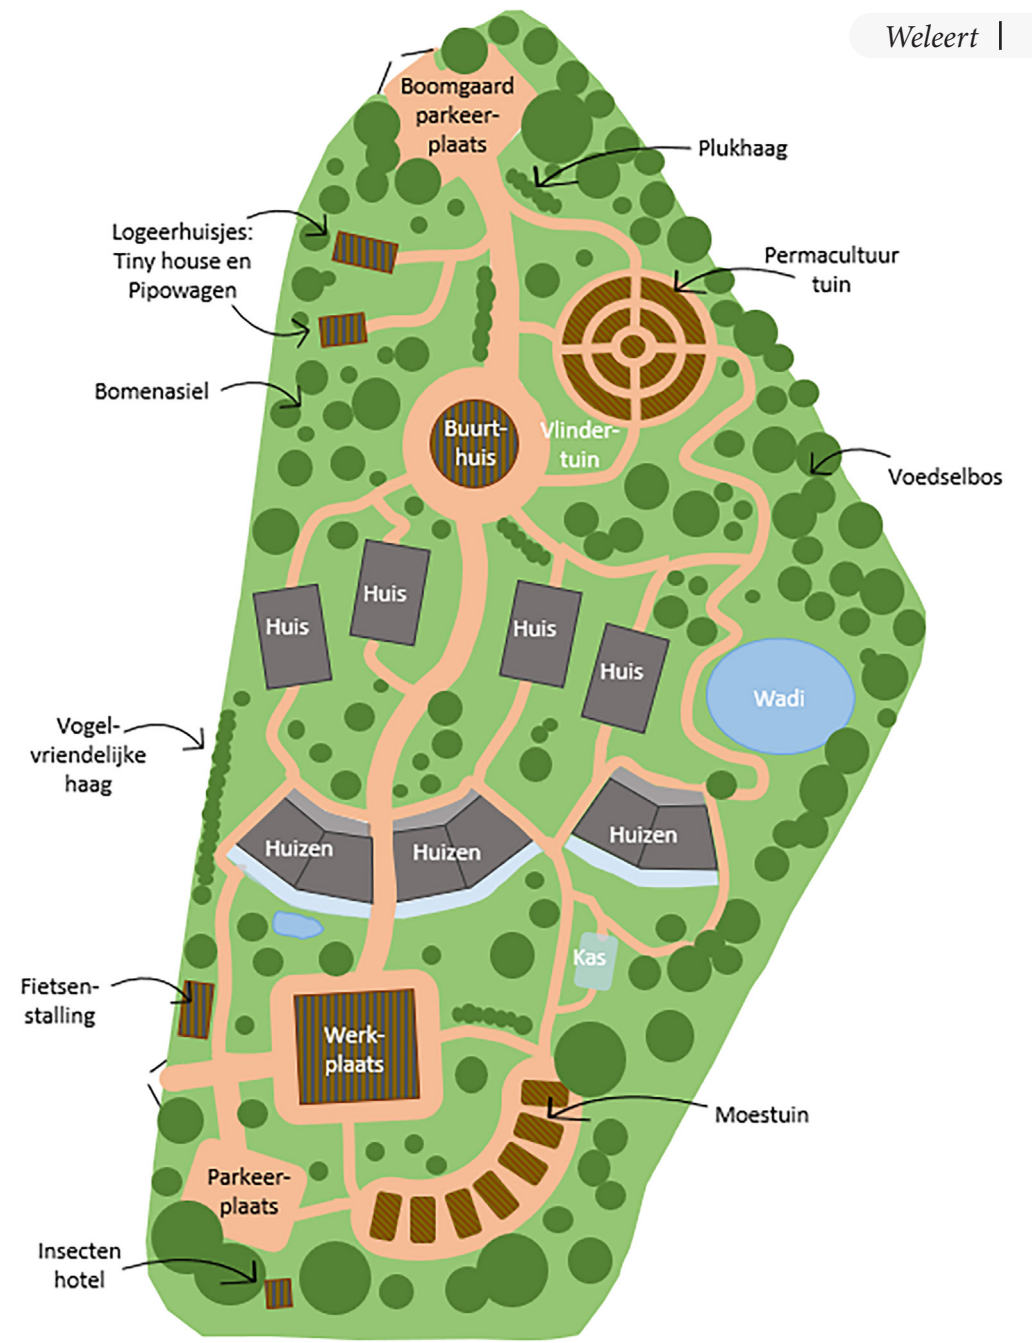 Weleert |
Boomgaard
parkeer-
plaats
Plukhaag
Logeerhuisjes:
Tiny house en
Pipowagen
Permacultuur
tuin
Bomenasiel
Buurt-
huis
Vlinder-
tuin
Voedselbos
Huis
Huis
Huis
Huis
Wadi
Vogel-
vriendelijke
haag
Huizen
Huizen
Huizen
Kas
Fietsen-
stalling
Werk-
plaats
Moestuin
Parkeer-
plaats
Insecten
hotel